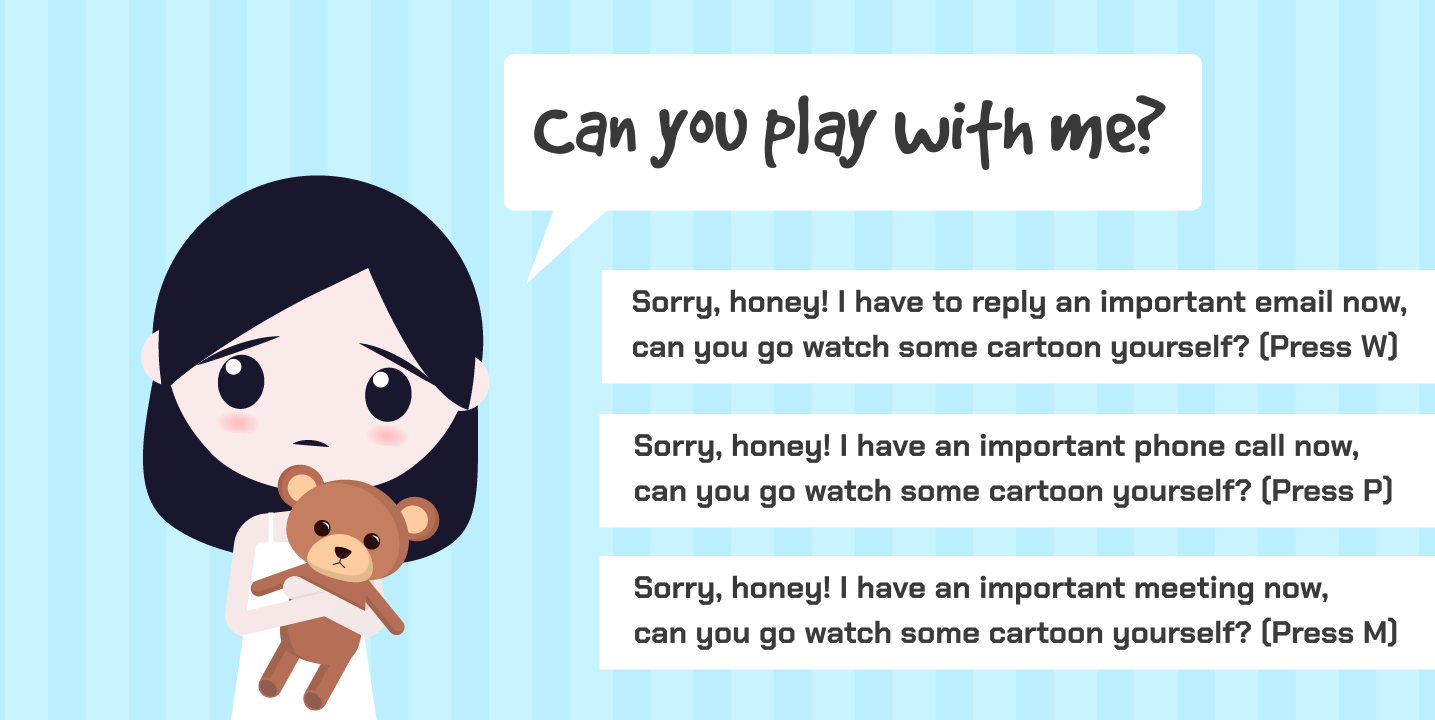 Can you play with me?
Sorry, honey! I have to reply an important email now,
can you go watch some cartoon yourself? (Press W)
Sorry, honey! I have an important phone call now,
can you go watch some cartoon yourself? (Press P)
Sorry, honey! I have an important meeting now,
can you go watch some cartoon yourself? (Press M)